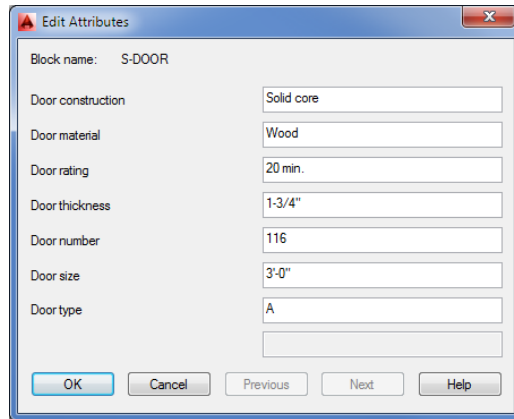 Edit Attributes
Block name: S-DOOR
Door construction Solid core
Door material Wood
Door rating 20 min.
Door thickness 1-3/4"
Door number 116
Door size 3'-0"
Door type A
OK Cancel Previous Next Help